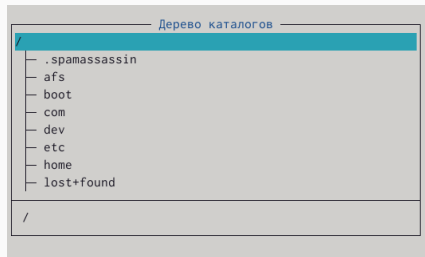 Дерево каталогов
/
.spamassassin
afs
boot
com
dev
etc
home
lost+found
/